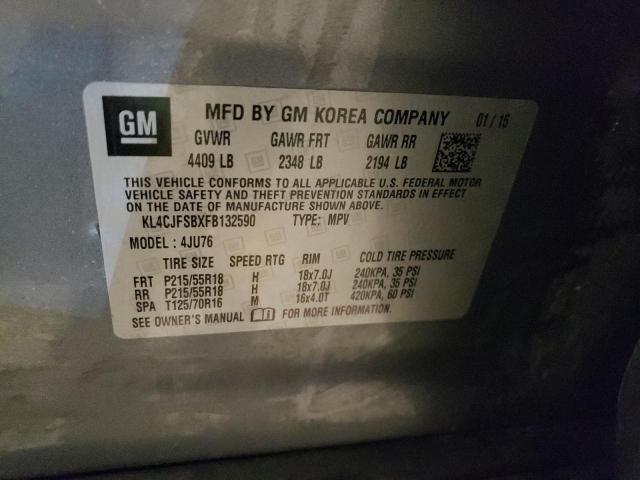 GM MFD BY GM KOREA COMPANY 01/15
GVWR GAWR FRT GAWR RR
4409 LB 2348 LB 2194 LB
THIS VEHICLE CONFORMS TO ALL APPLICABLE U.S. FEDERAL MOTOR
VEHICLE SAFETY AND THEFT PREVENTION STANDARDS IN EFFECT
ON THE DATE OF MANUFACTURE SHOWN ABOVE.
KL4CJFSBXFB132590 TYPE: MPV
MODEL : 4JU76
TIRE SIZE SPEED RTG RIM COLD TIRE PRESSURE
FRT P215/55R18 H 18x7.0J 240KPA, 35 PSI
RR P215/55R18 H 18x7.0J 240KPA, 35 PSI
SPA T125/70R16 M 16x4.0T 420KPA, 60 PSI
SEE OWNER'S MANUAL FOR MORE INFORMATION.